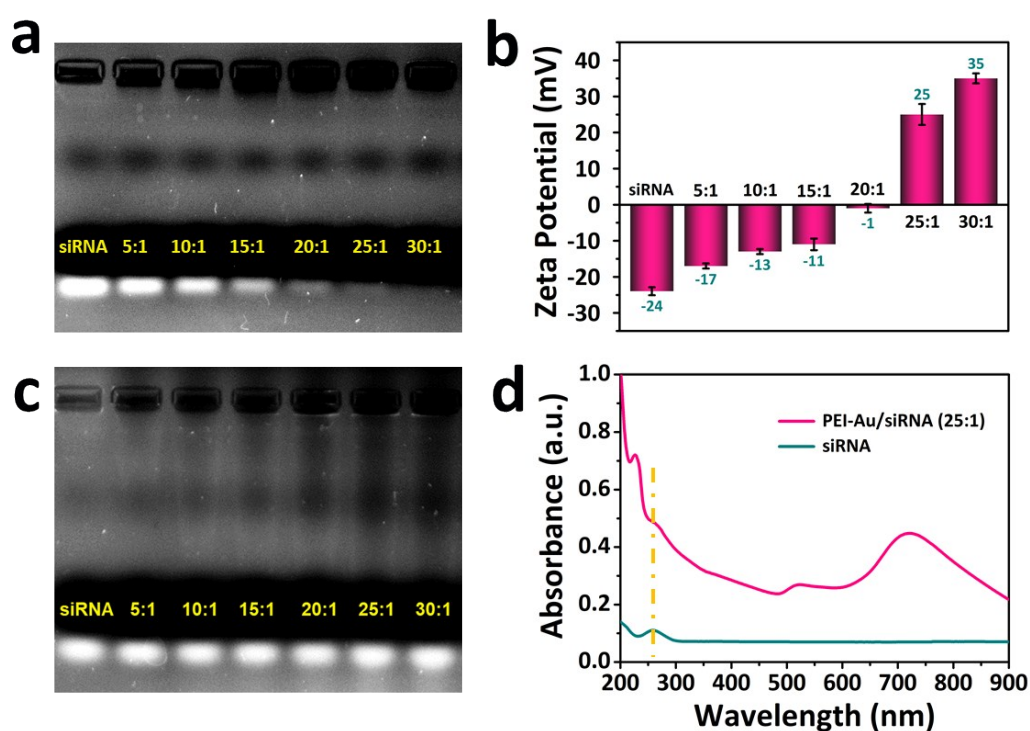 a
siRNA 5:1 10:1 15:1 20:1 25:1 30:1
b
Zeta Potential (mV)
40
30
20
10
0
-10
-20
-30
siRNA 5:1 10:1 15:1 20:1 25:1 30:1
-24 -17 -13 -11 -1 25 35
c
siRNA 5:1 10:1 15:1 20:1 25:1 30:1
d
Absorbance (a.u.)
1.0
0.8
0.6
0.4
0.2
0.0
PEI-Au/siRNA (25:1)
siRNA
200 300 400 500 600 700 800 900
Wavelength (nm)